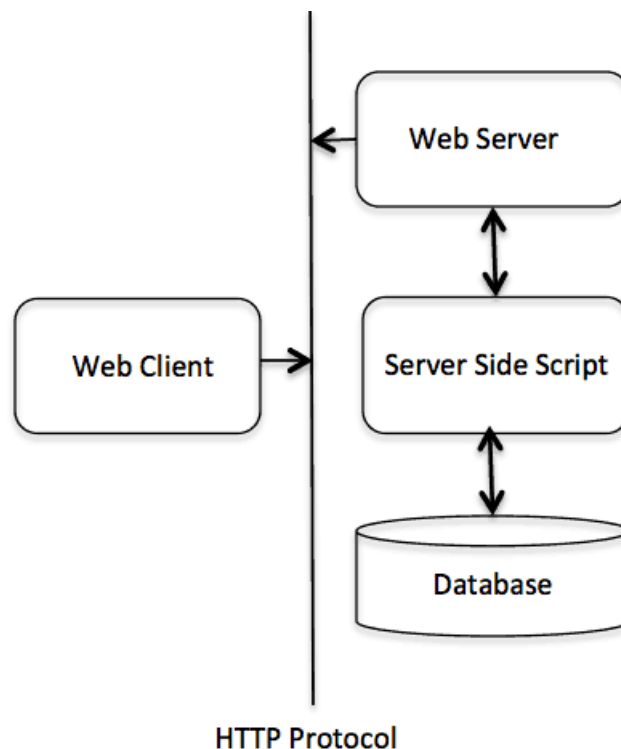 Web Server
Web Client
Server Side Script
Database
HTTP Protocol